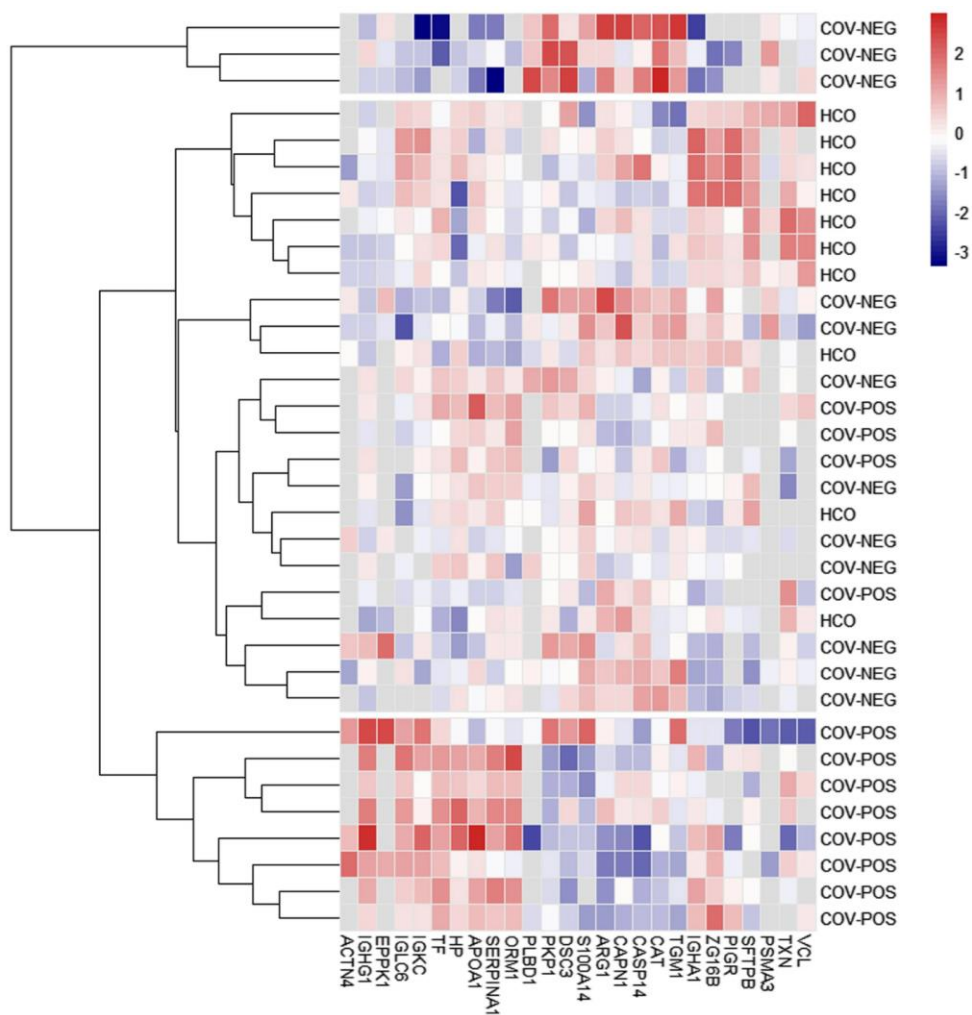 COV-NEG
COV-NEG
COV-NEG
HCO
HCO
HCO
HCO
HCO
HCO
HCO
COV-NEG
COV-NEG
HCO
COV-NEG
COV-POS
COV-POS
COV-POS
COV-NEG
HCO
COV-NEG
COV-NEG
COV-POS
HCO
COV-NEG
COV-NEG
COV-NEG
COV-POS
COV-POS
COV-POS
COV-POS
COV-POS
COV-POS
COV-POS
COV-POS
2
1
0
-1
-2
-3
ACTN4
IGHG1
EPPK1
IGLC6
IGKC
TF
HP
APOA1
SERPINA1
ORM1
PLBD1
PKP1
DSC3
S100A14
ARG1
CAPN1
CASP14
CAT
TGM1
IGHA1
ZG16B
PIGR
SFTPB
PSMA3
TXN
VCL